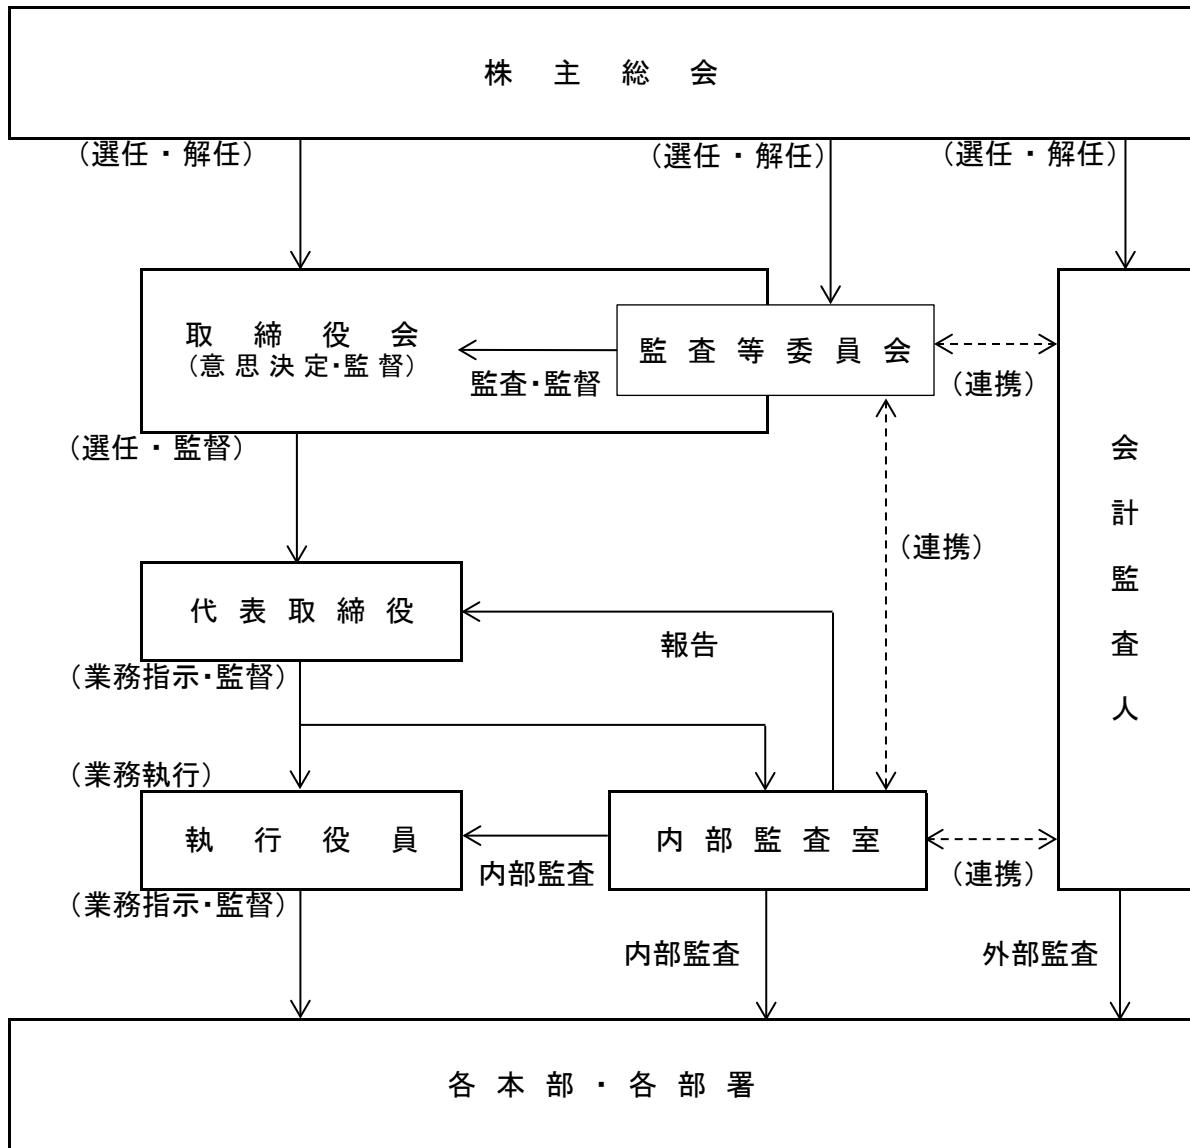 株主総会
（選任・解任）
（選任・解任）
（選任・解任）
取締役会
（意思決定・監督）
監査等委員会
監査・監督
（連携）
（選任・監督）
会計監査人
（連携）
代表取締役
報告
（業務指示・監督）
（業務執行）
執行役員
内部監査
内部監査室
（連携）
（業務指示・監督）
内部監査
外部監査
各本部・各部署